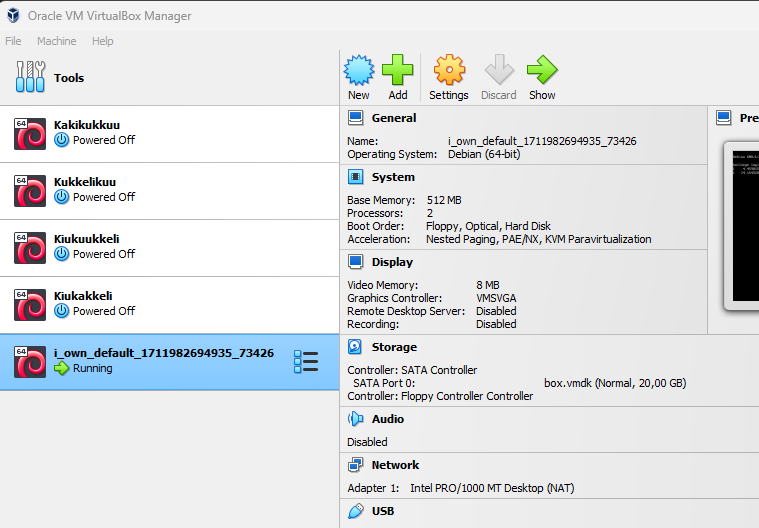 Oracle VM VirtualBox Manager
File Machine Help
Tools
New Add Settings Discard Show
64
Kakikukkuu
Powered Off
64
Kukkelikuu
Powered Off
64
Kiukuukkeli
Powered Off
64
Kiukakkeli
Powered Off
64
i_own_default_1711982694935_73426
Running
General
Name: i_own_default_1711982694935_73426
Operating System: Debian (64-bit)
System
Base Memory: 512 MB
Processors: 2
Boot Order: Floppy, Optical, Hard Disk
Acceleration: Nested Paging, PAE/NX, KVM Paravirtualization
Display
Video Memory: 8 MB
Graphics Controller: VMSVGA
Remote Desktop Server: Disabled
Recording: Disabled
Storage
Controller: SATA Controller
SATA Port 0: box.vmdk (Normal, 20,00 GB)
Controller: Floppy Controller Controller
Audio
Disabled
Network
Adapter 1: Intel PRO/1000 MT Desktop (NAT)
USB
Pre